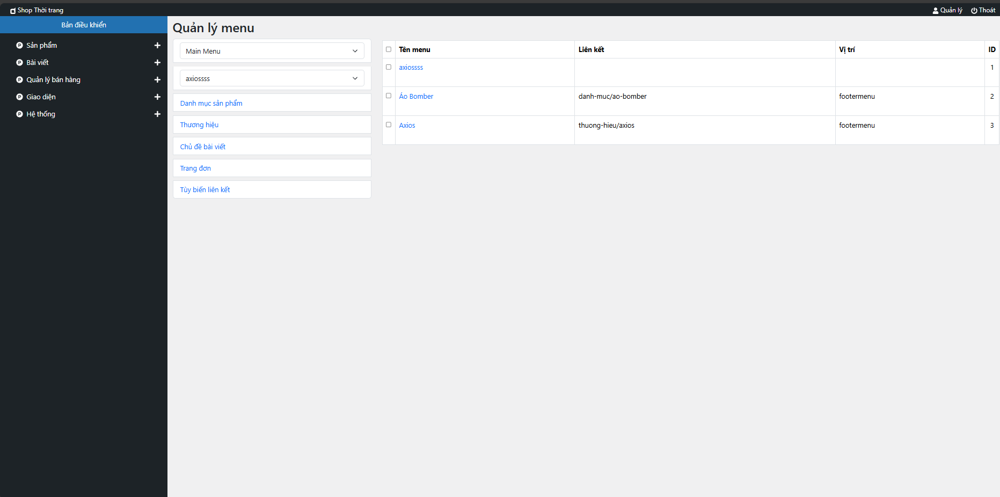 Shop Thời trang
Quản lý Thoát
Bản điều khiển
Sản phẩm
Bài viết
Quản lý bán hàng
Giao diện
Hệ thống
Quản lý menu
Main Menu
axiossss
Danh mục sản phẩm
Thương hiệu
Chủ đề bài viết
Trang đơn
Tùy biến liên kết
Tên menu Liên kết Vị trí ID
axiossss 1
Áo Bomber danh-muc/ao-bomber footermenu 2
Axios thuong-hieu/axios footermenu 3